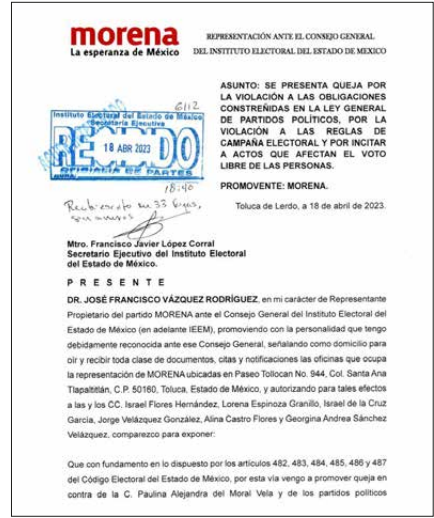 morena
La esperanza de México
REPRESENTACIÓN ANTE EL CONSEJO GENERAL
DEL INSTITUTO ELECTORAL DEL ESTADO DE MEXICO
ASUNTO: SE PRESENTA QUEJA POR
LA VIOLACIÓN A LAS OBLIGACIONES
CONSTREÑIDAS EN LA LEY GENERAL
DE PARTIDOS POLÍTICOS, POR LA
VIOLACIÓN A LAS REGLAS DE
CAMPAÑA ELECTORAL Y POR INCITAR
A ACTOS QUE AFECTAN EL VOTO
LIBRE DE LAS PERSONAS.
6112
Instituto Electoral del Estado de México
Secretaría Ejecutiva
RECIBIDO
18 ABR 2023
OFICIALÍA DE PARTES
18:40
PROMOVENTE: MORENA.
Toluca de Lerdo, a 18 de abril de 2023.
en 33 fojas,
sin anexos
Mtro. Francisco Javier López Corral
Secretario Ejecutivo del Instituto Electoral
del Estado de México.
P R E S E N T E
DR. JOSÉ FRANCISCO VÁZQUEZ RODRÍGUEZ, en mi carácter de Representante
Propietario del partido MORENA ante el Consejo General del Instituto Electoral del
Estado de México (en adelante IEEM), promoviendo con la personalidad que tengo
debidamente reconocida ante ese Consejo General, señalando como domicilio para
oír y recibir toda clase de documentos, citas y notificaciones las oficinas que ocupa
la representación de MORENA ubicadas en Paseo Tollocan No. 944, Col. Santa Ana
Tlapaltitlán, C.P. 50160, Toluca, Estado de México, y autorizando para tales efectos
a las y los CC. Israel Flores Hernández, Lorena Espinoza Granillo, Israel de la Cruz
García, Jorge Velázquez González, Alina Castro Flores y Georgina Andrea Sánchez
Velázquez, comparezco para exponer:
Que con fundamento en lo dispuesto por los artículos 482, 483, 484, 485, 486 y 487
del Código Electoral del Estado de México, por esta vía vengo a promover queja en
contra de la C. Paulina Alejandra del Moral Vela y de los partidos políticos